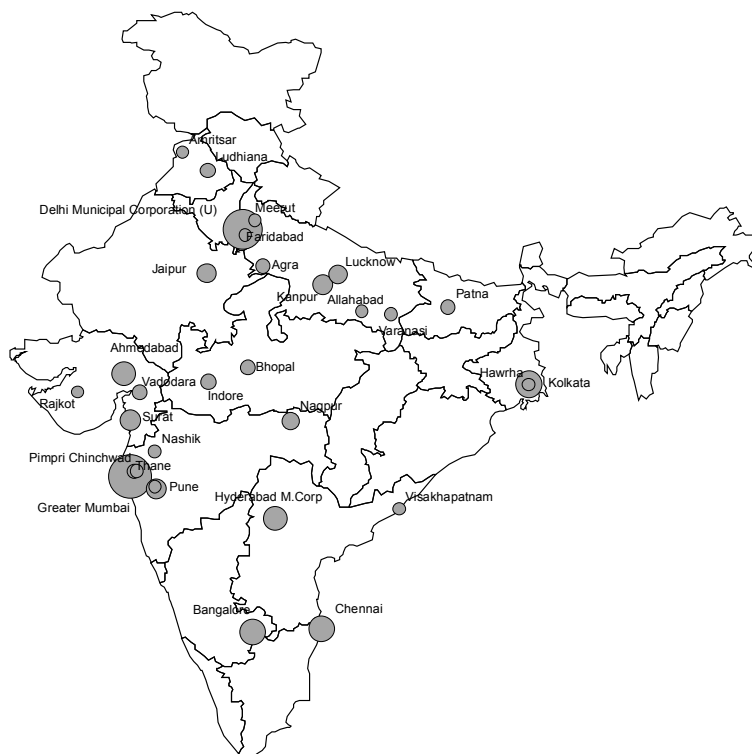 Amritsar
Ludhiana
Delhi Municipal Corporation (U)
Meerut
Faridabad
Jaipur
Agra
Lucknow
Kanpur
Allahabad
Patna
Varanasi
Ahmedabad
Vadodara
Bhopal
Rajkot
Indore
Hawrha
Kolkata
Surat
Nagpur
Nashik
Pimpri Chinchwad
Thane
Pune
Greater Mumbai
Hyderabad M.Corp
Visakhapatnam
Bangalore
Chennai